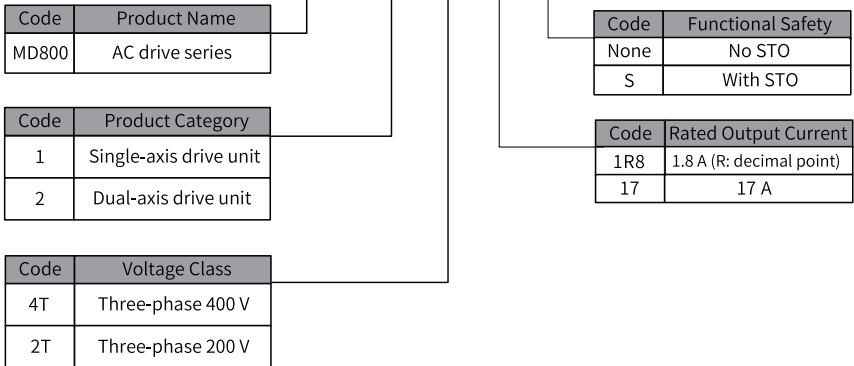 Code Product Name
MD800 AC drive series
Code Product Category
1 Single-axis drive unit
2 Dual-axis drive unit
Code Voltage Class
4T Three-phase 400 V
2T Three-phase 200 V
Code Functional Safety
None No STO
S With STO
Code Rated Output Current
1R8 1.8 A (R: decimal point)
17 17 A